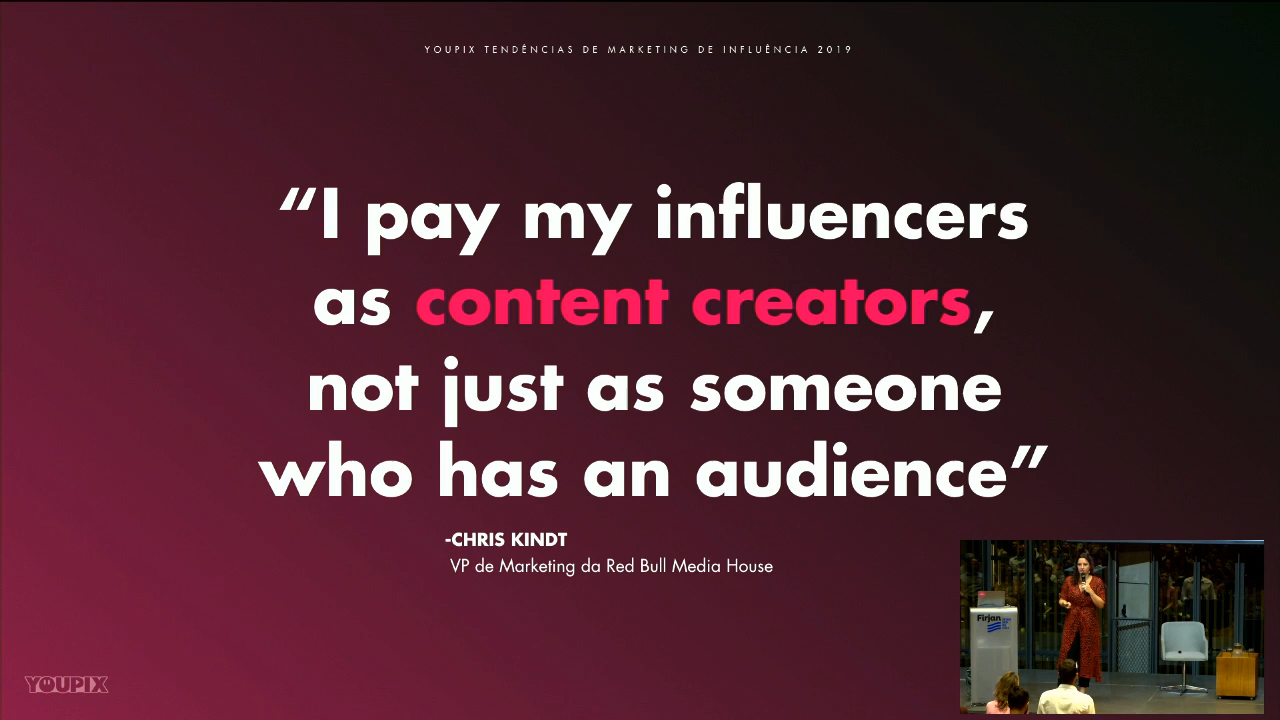 YOUPIX TENDÊNCIAS DE MARKETING DE INFLUÊNCIA 2019
“I pay my influencers
as content creators,
not just as someone
who has an audience”
-CHRIS KINDT
VP de Marketing da Red Bull Media House
Firjan
YOUPIX